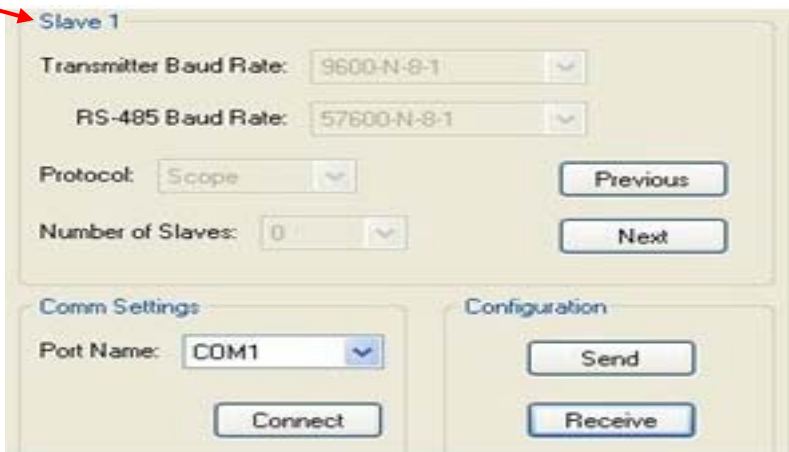 Slave 1
Transmitter Baud Rate: 9600-N-8-1
RS-485 Baud Rate: 57600-N-8-1
Protocol: Scope
Previous
Number of Slaves: 0
Next
Comm Settings
Port Name: COM1
Connect
Configuration
Send
Receive